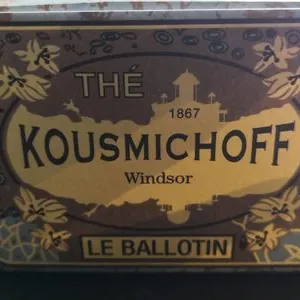 THÉ
1867
KOUSMICHOFF
Windsor
LE BALLOTIN